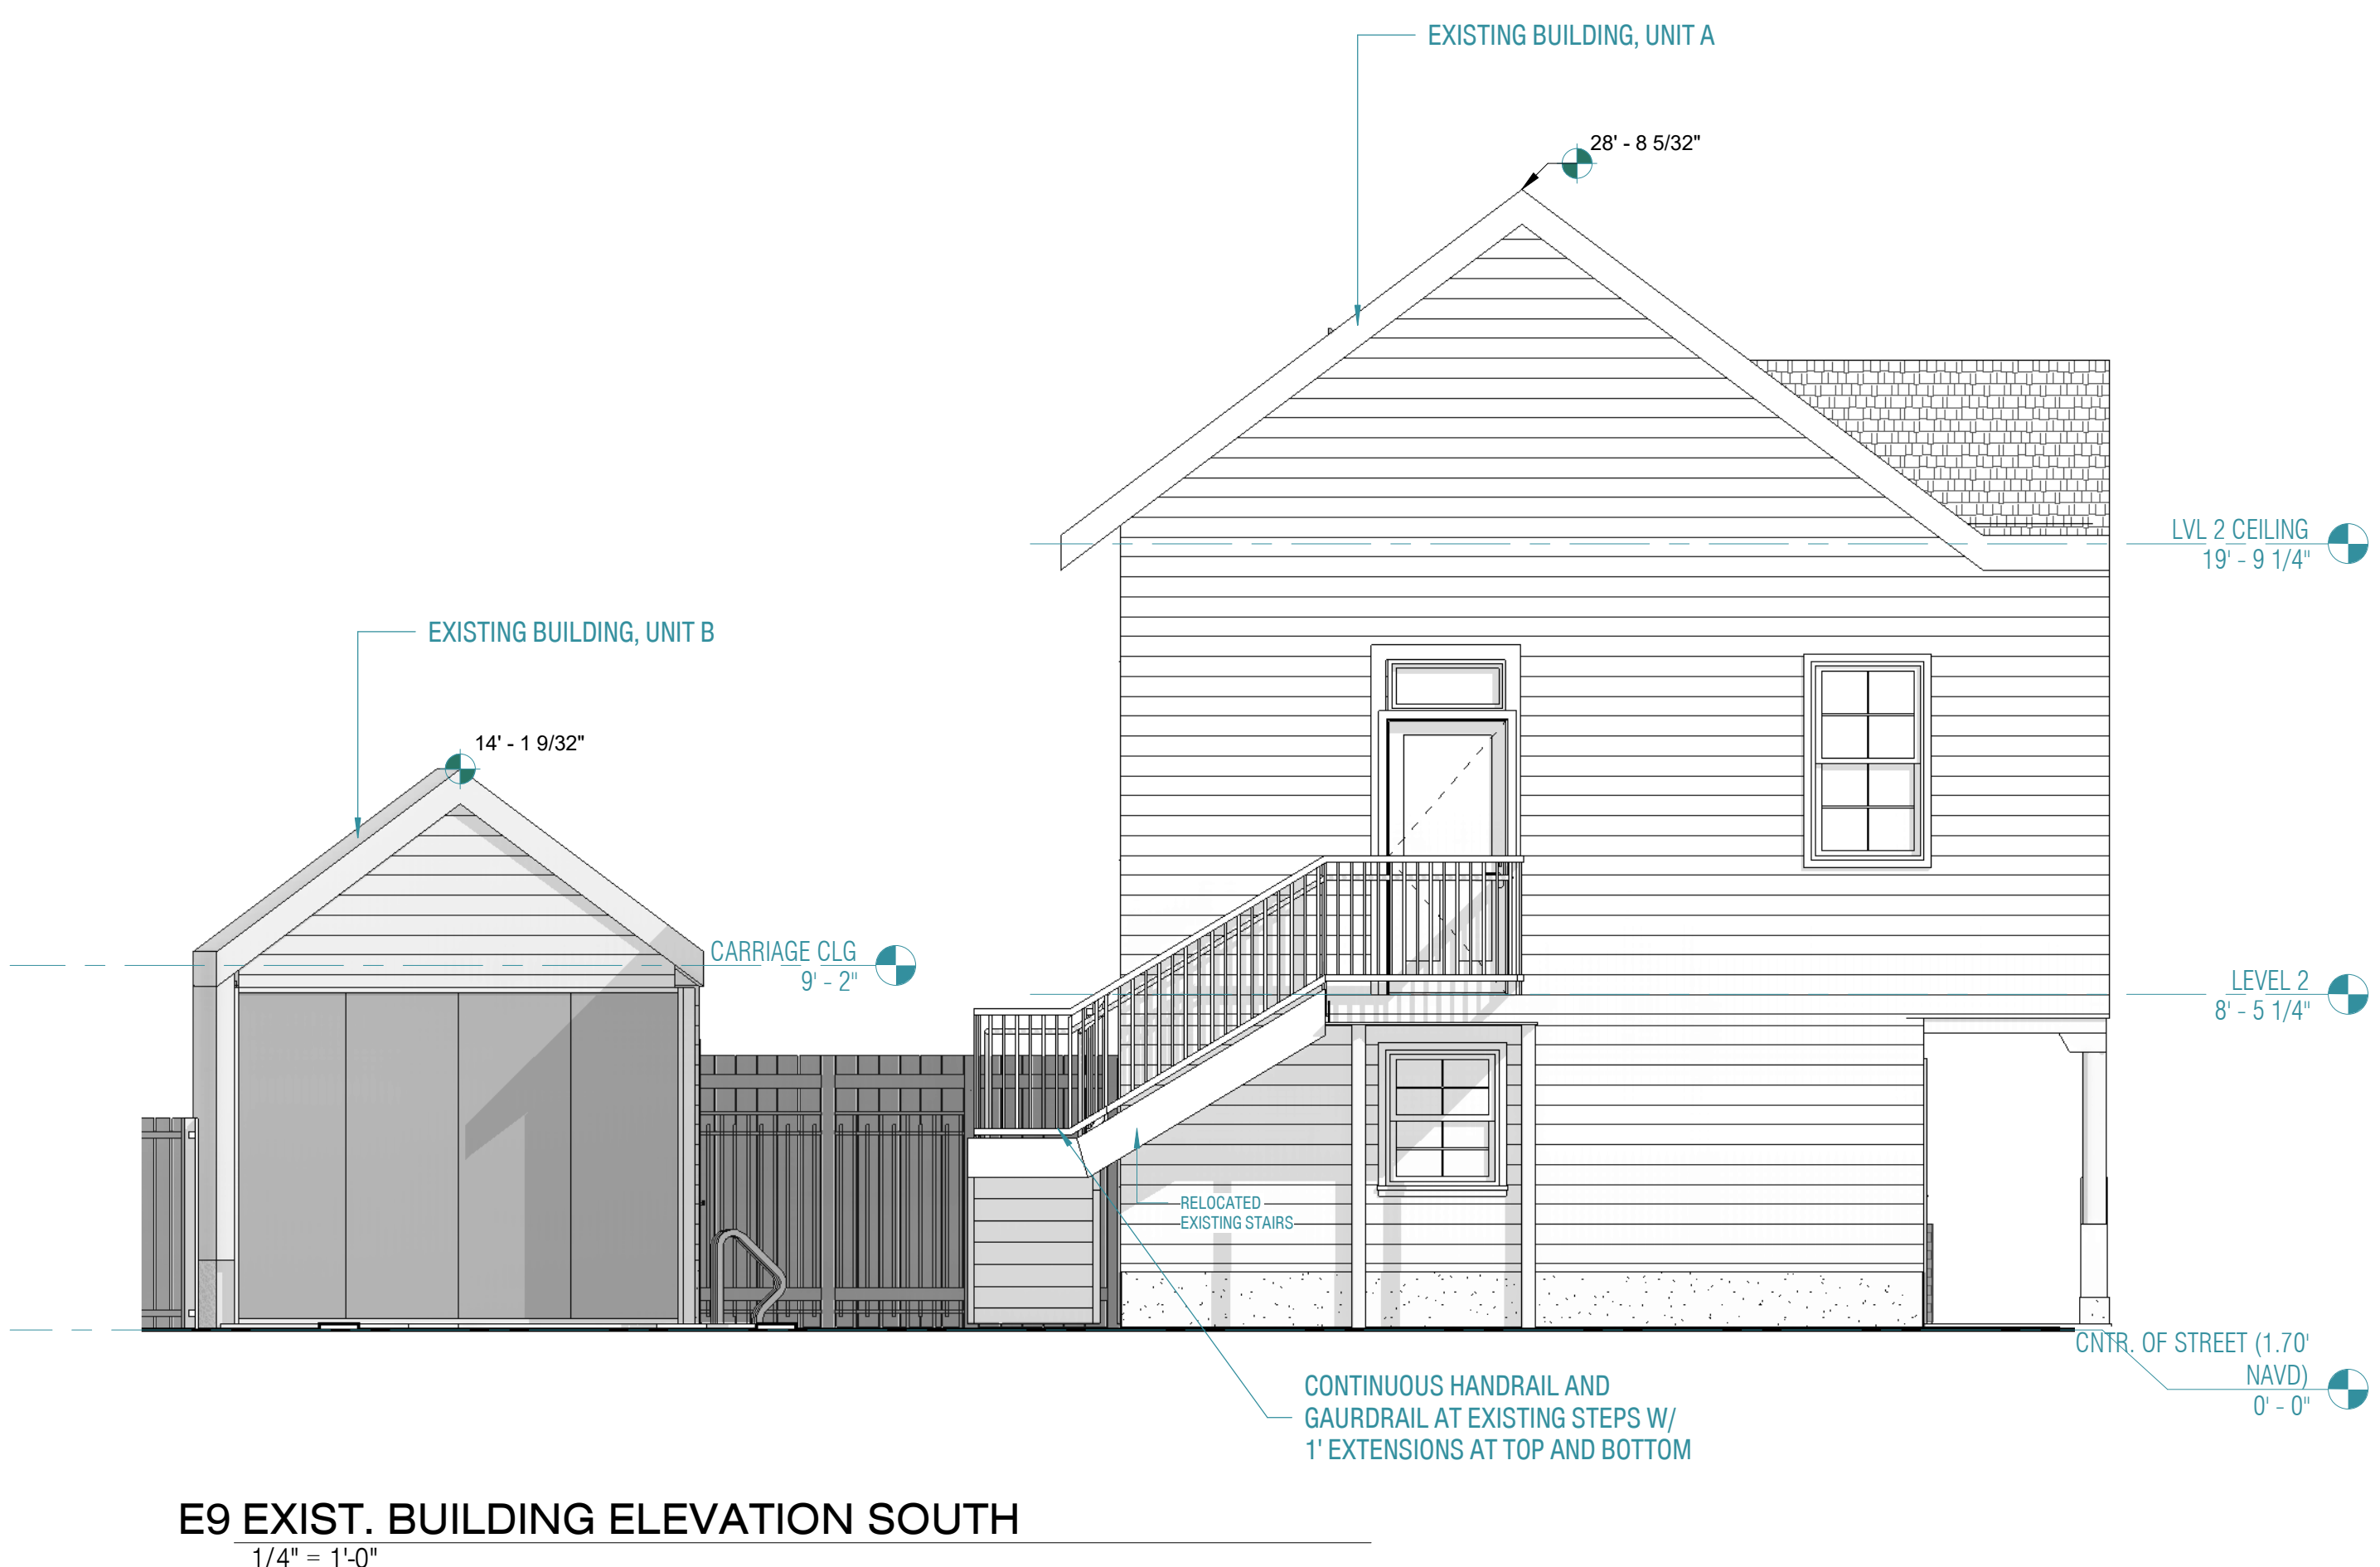 EXISTING BUILDING, UNIT A
28' - 8 5/32"
LVL 2 CEILING
19' - 9 1/4"
EXISTING BUILDING, UNIT B
14' - 1 9/32"
CARRIAGE CLG
9' - 2"
LEVEL 2
8' - 5 1/4"
RELOCATED
EXISTING STAIRS
CNTR. OF STREET (1.70'
NAVD)
0' - 0"
CONTINUOUS HANDRAIL AND
GAURDRAIL AT EXISTING STEPS W/
1' EXTENSIONS AT TOP AND BOTTOM
E9 EXIST. BUILDING ELEVATION SOUTH
1/4" = 1'-0"